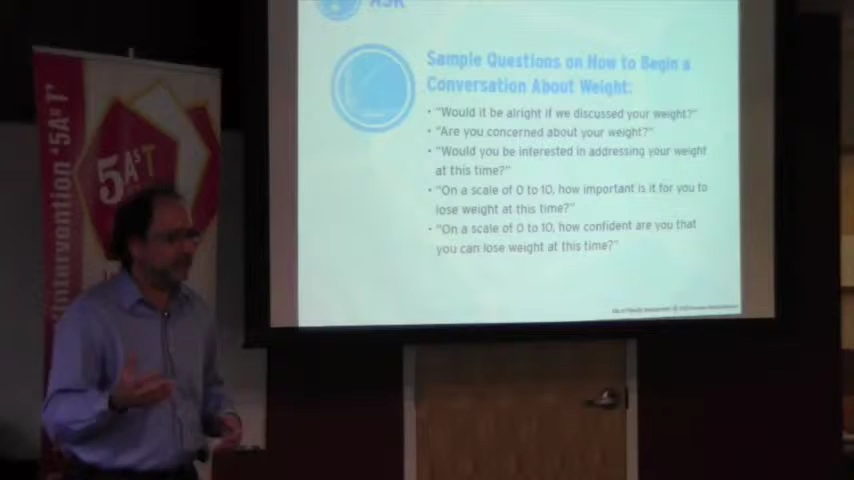 ASK
Sample Questions on How to Begin a
Conversation About Weight:
• "Would it be alright if we discussed your weight?"
• "Are you concerned about your weight?"
• "Would you be interested in addressing your weight
at this time?"
• "On a scale of 0 to 10, how important is it for you to
lose weight at this time?"
• "On a scale of 0 to 10, how confident are you that
you can lose weight at this time?"
Intervention '5AsT'
5AsT